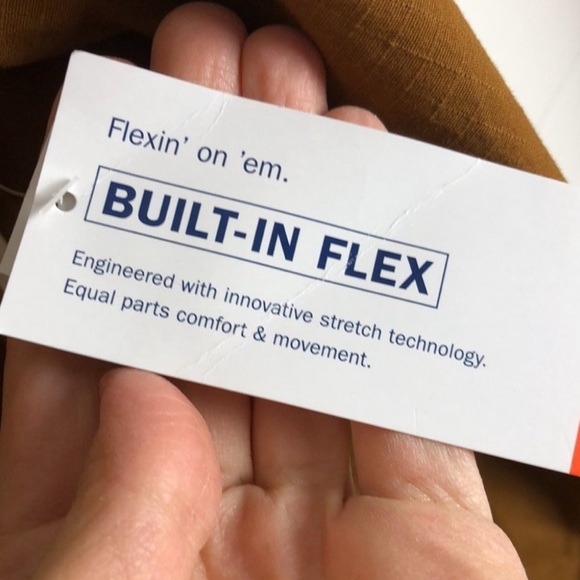 Flexin' on 'em.
BUILT-IN FLEX
Engineered with innovative stretch technology.
Equal parts comfort & movement.